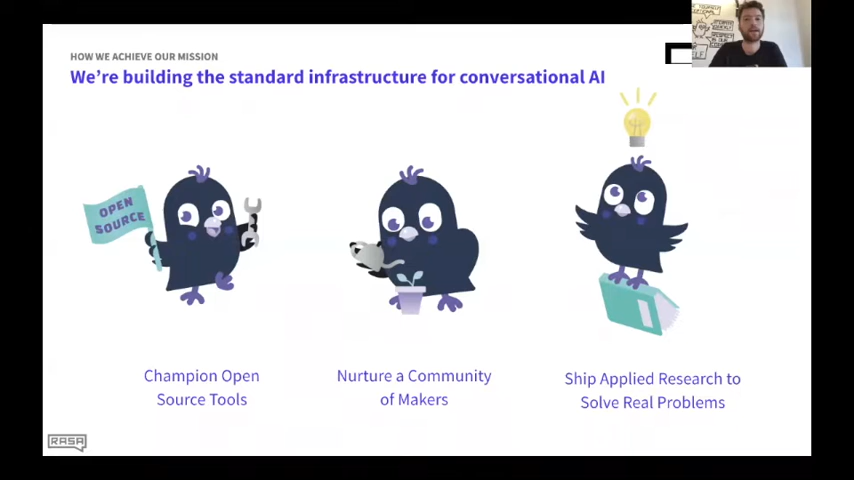 HOW WE ACHIEVE OUR MISSION
We're building the standard infrastructure for conversational AI
OPEN
SOURCE
Champion Open
Source Tools
Nurture a Community
of Makers
Ship Applied Research to
Solve Real Problems
RASA